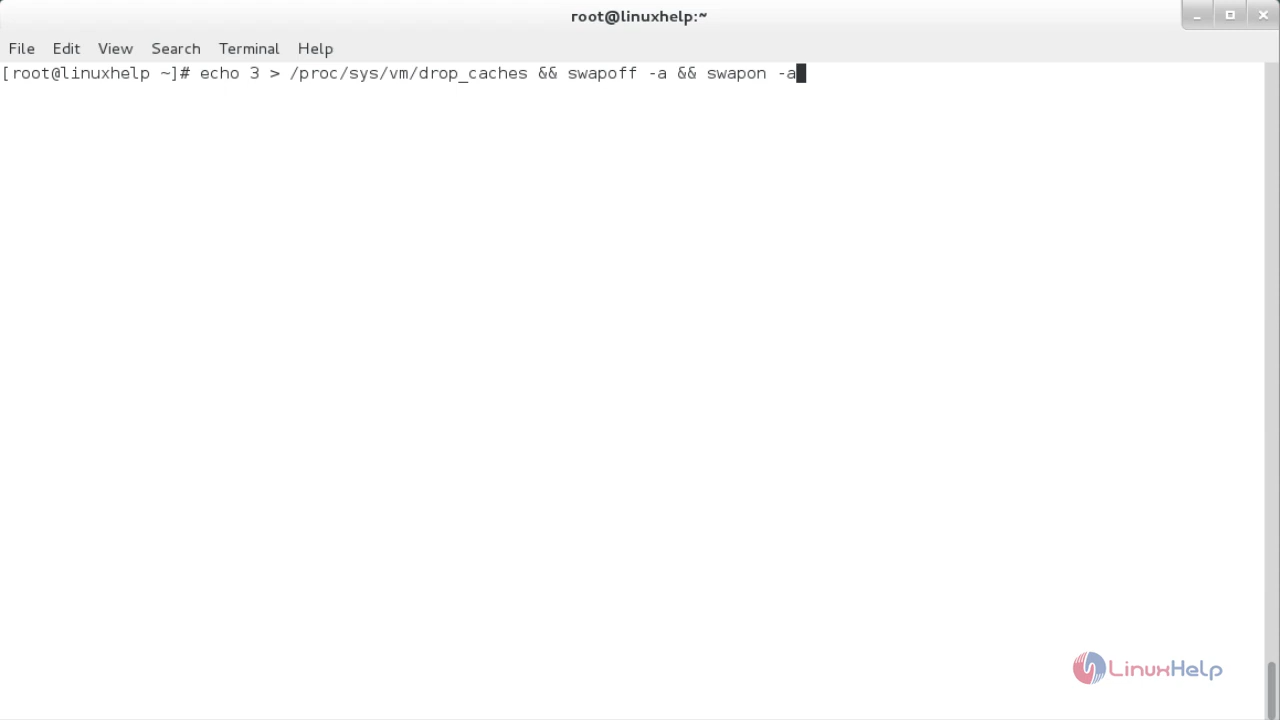 root@linuxhelp:~
File Edit View Search Terminal Help
[root@linuxhelp ~]# echo 3 > /proc/sys/vm/drop_caches && swapoff -a && swapon -a
LinuxHelp